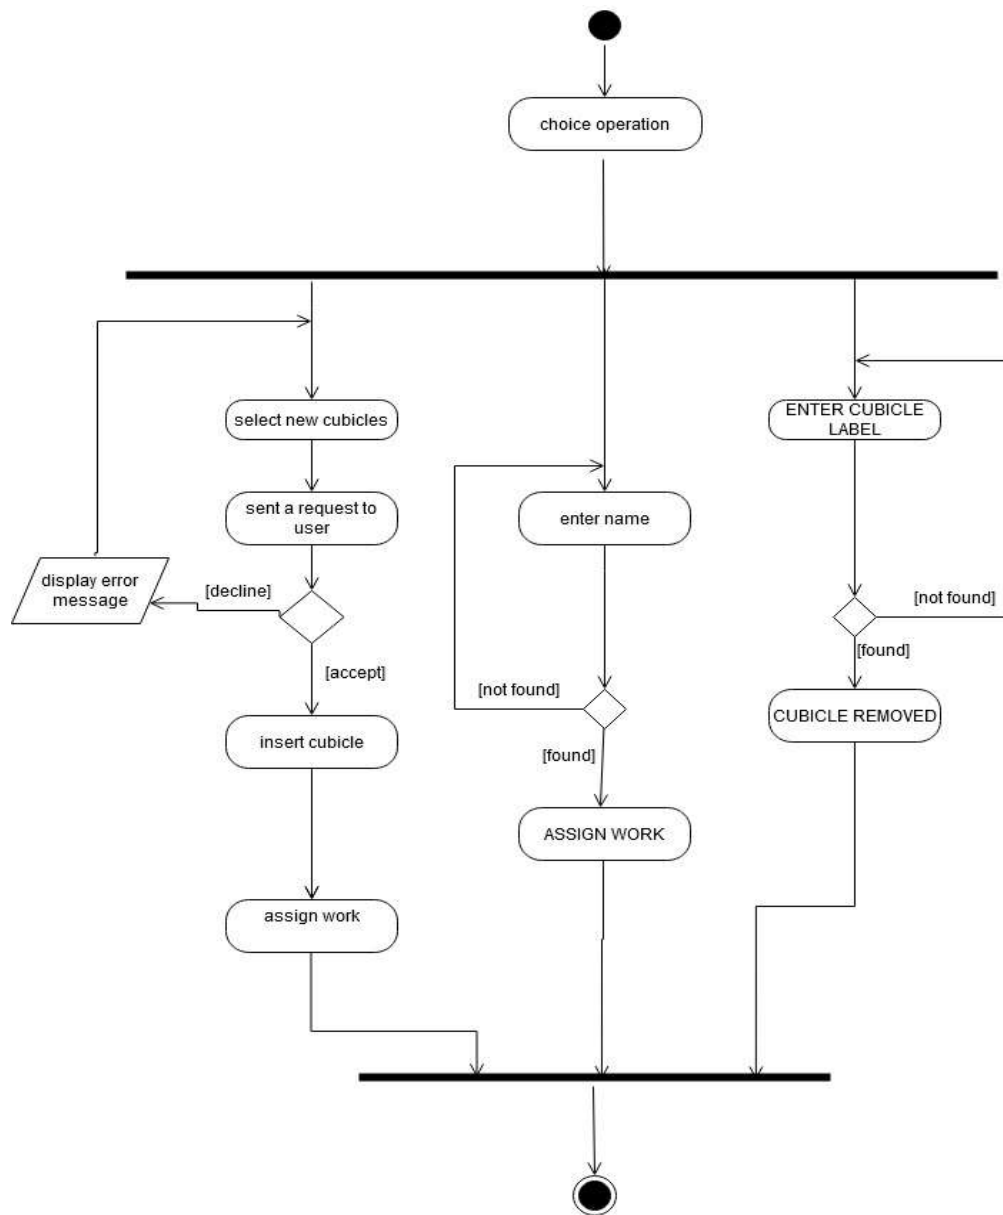 choice operation
select new cubicles
sent a request to
user
display error
message
[decline]
[accept]
insert cubicle
assign work
enter name
[not found]
[found]
ASSIGN WORK
ENTER CUBICLE
LABEL
[not found]
[found]
CUBICLE REMOVED